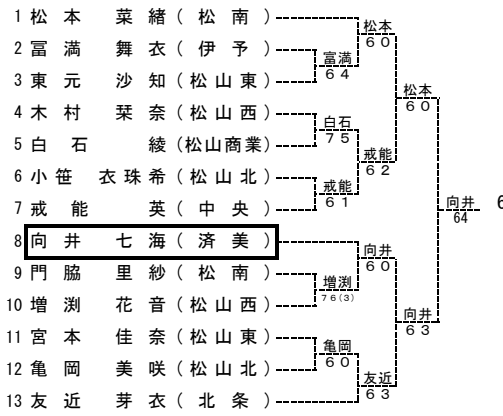 1 松本 菜緒 (松南)
松本
60
2 冨満 舞衣 (伊予)
冨満
64
3 東元 沙知 (松山東)
松本
60
4 木村 栞奈 (松山西)
白石
75
5 白石 綾 (松山商業)
戒能
62
6 小笹 衣珠希 (松山北)
戒能
61
7 戒能 英 (中央)
向井
64
6
8 向井 七海 (済美)
向井
60
9 門脇 里紗 (松南)
増渕
76(3)
10 増渕 花音 (松山西)
向井
63
11 宮本 佳奈 (松山東)
亀岡
60
12 亀岡 美咲 (松山北)
友近
63
13 友近 芽衣 (北条)